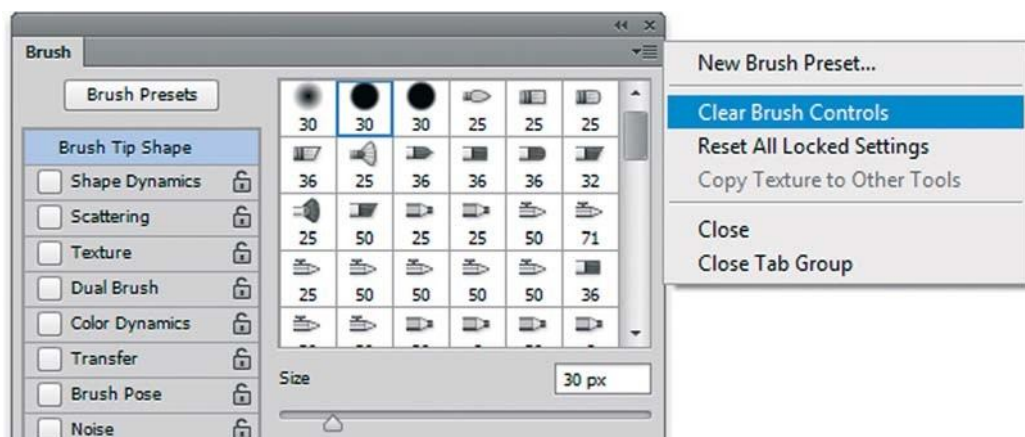 Brush
Brush Presets
Brush Tip Shape
Shape Dynamics
Scattering
Texture
Dual Brush
Color Dynamics
Transfer
Brush Pose
Noise
30 30 30 25 25 25
36 25 36 36 36 32
25 50 25 25 50 71
25 50 50 50 50 36
Size 30 px
New Brush Preset...
Clear Brush Controls
Reset All Locked Settings
Copy Texture to Other Tools
Close
Close Tab Group